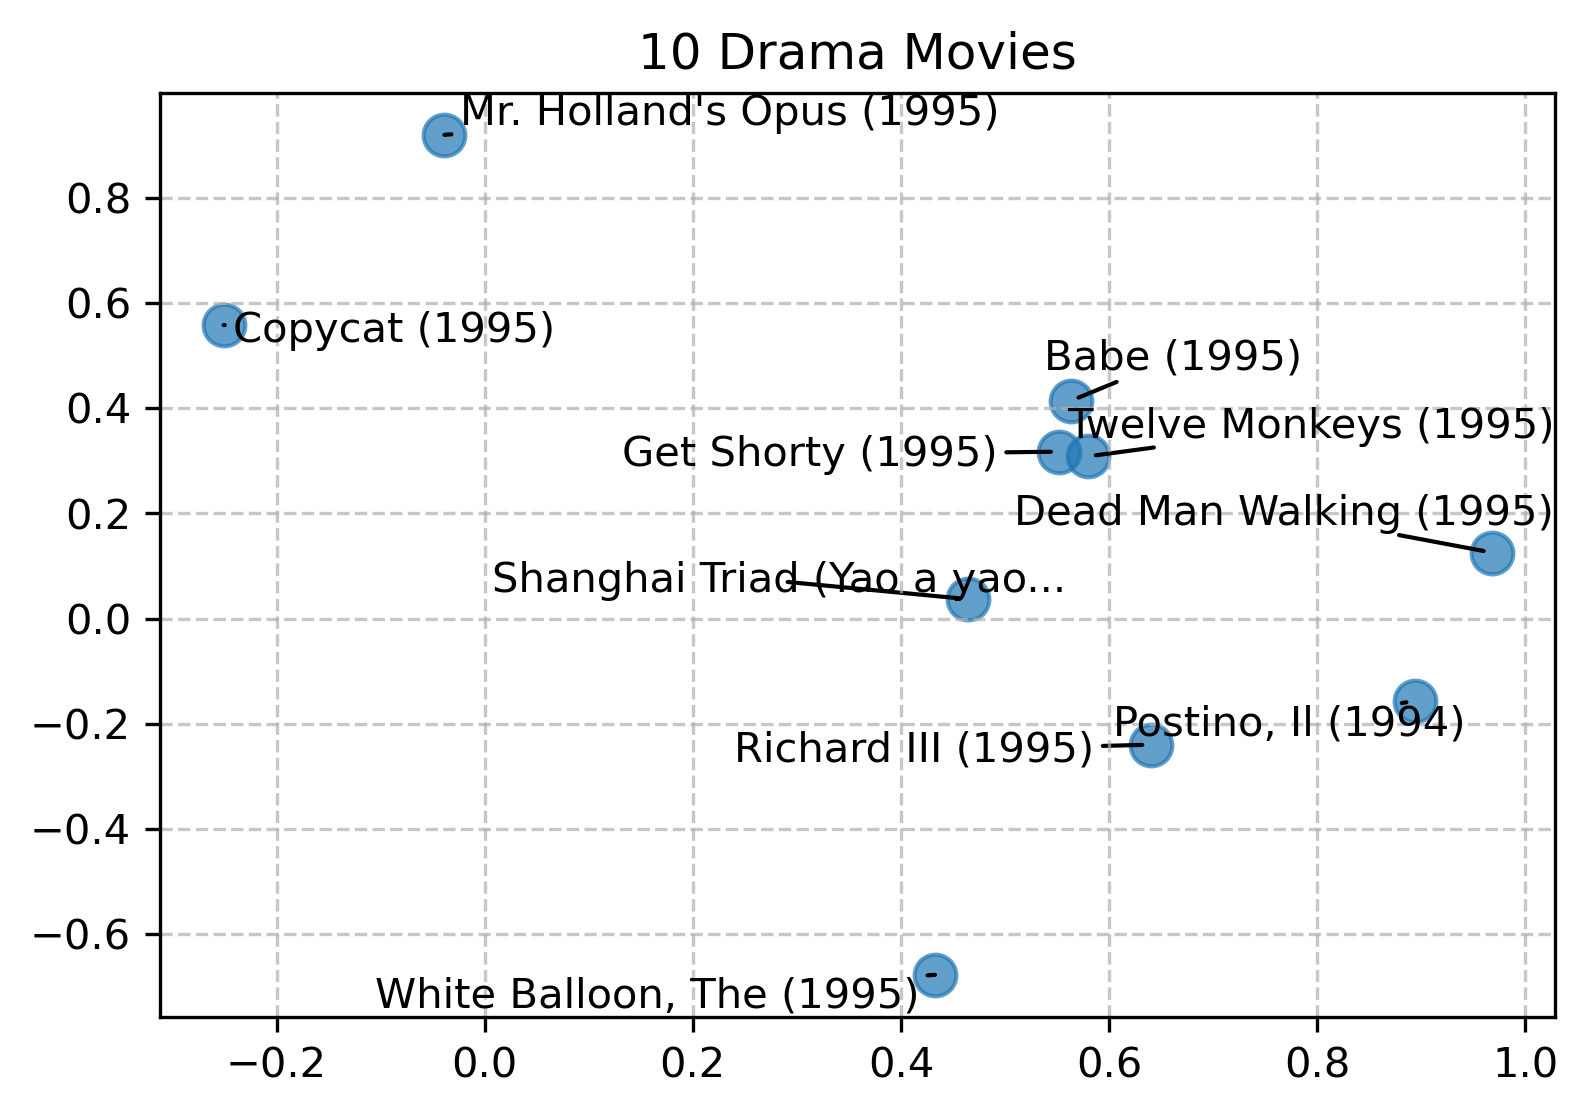 10 Drama Movies
Mr. Holland's Opus (1995)
0.8
0.6
Copycat (1995)
Babe (1995)
0.4
Twelve Monkeys (1995)
Get Shorty (1995)
0.2
Dead Man Walking (1995)
Shanghai Triad (Yao a yao...
0.0
−0.2
Postino, Il (1994)
Richard III (1995)
−0.4
−0.6
White Balloon, The (1995)
−0.2 0.0 0.2 0.4 0.6 0.8 1.0